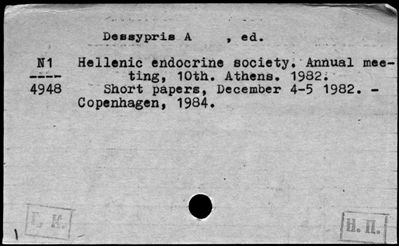 Dessypris A , ed.
N1 Hellenic endocrine society. Annual mee-
---- ting, 10th. Athens. 1982.
4948 Short papers, December 4-5 1982. -
Copenhagen, 1984.
Г. К. Н. П.